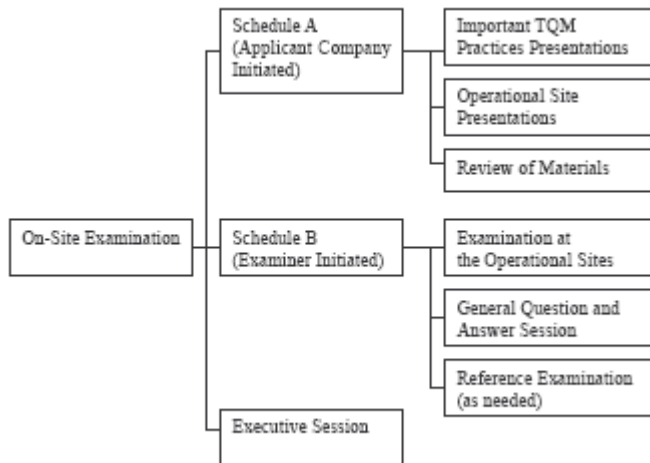 Schedule A
(Applicant Company
Initiated)
Important TQM
Practices Presentations
Operational Site
Presentations
Review of Materials
On-Site Examination
Schedule B
(Examiner Initiated)
Examination at
the Operational Sites
General Question and
Answer Session
Reference Examination
(as needed)
Executive Session